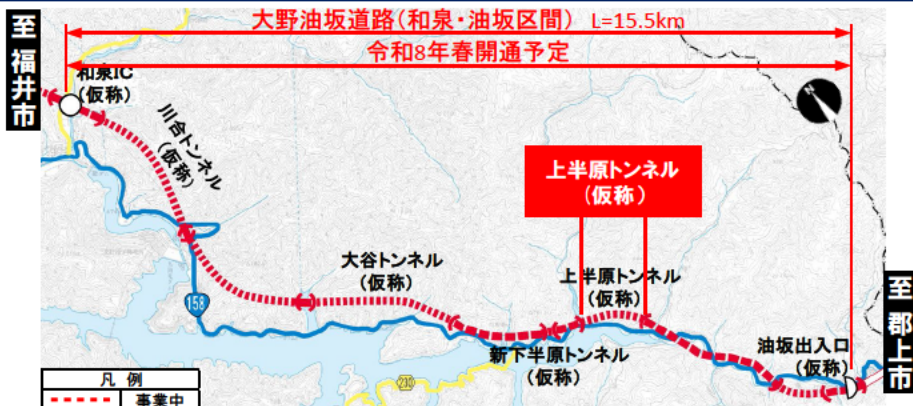 大野油坂道路(和泉・油坂区間) L=15.5km
令和8年春開通予定
至 福井市
和泉IC
(仮称)
N
川合トンネル
(仮称)
上半原トンネル
(仮称)
大谷トンネル
(仮称)
上半原トンネル
(仮称)
158
至 郡上市
油坂出入口
(仮称)
新下半原トンネル
(仮称)
230
凡 例
事業中